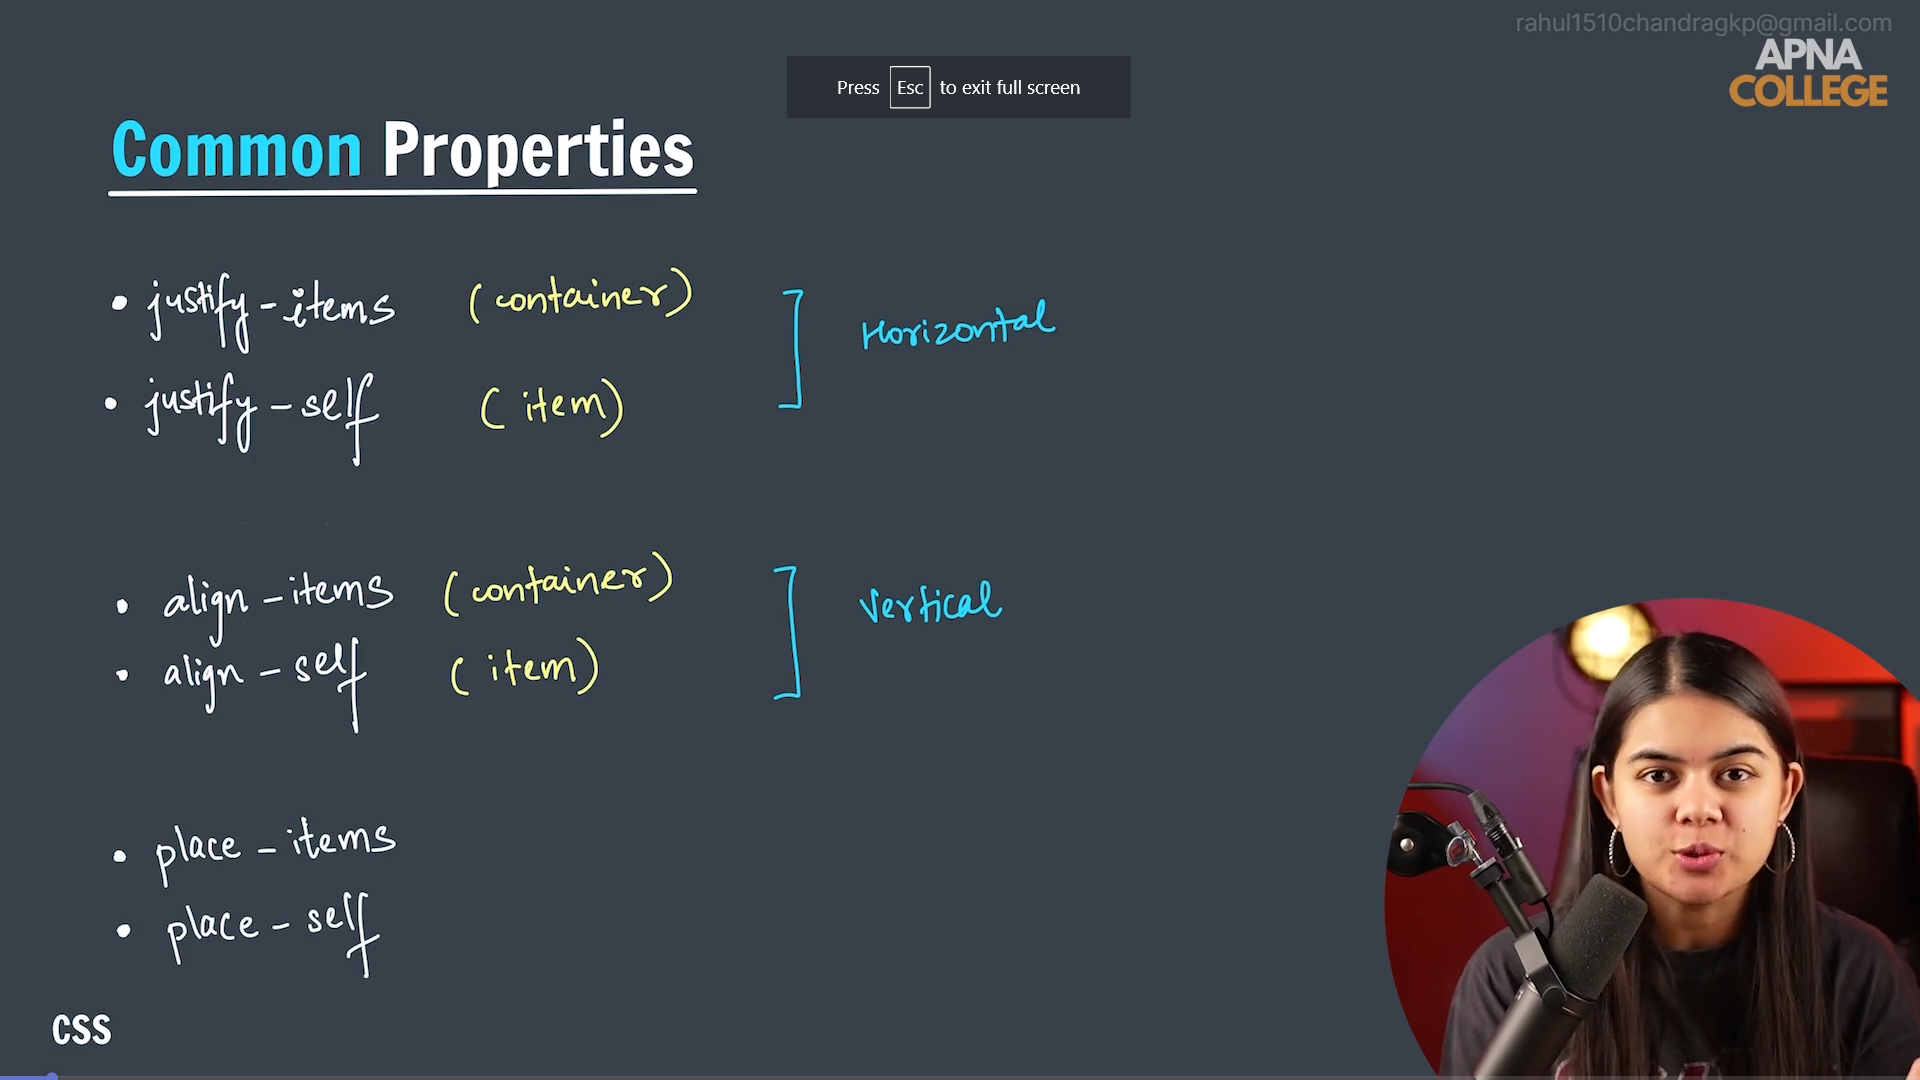 rahul1510chandragkp@gmail.com
APNA
COLLEGE
Press Esc to exit full screen
Common Properties
• justify-items (container)
Horizontal
• justify-self (item)
• align-items (container)
Vertical
• align-self (item)
• place-items
• place-self
CSS